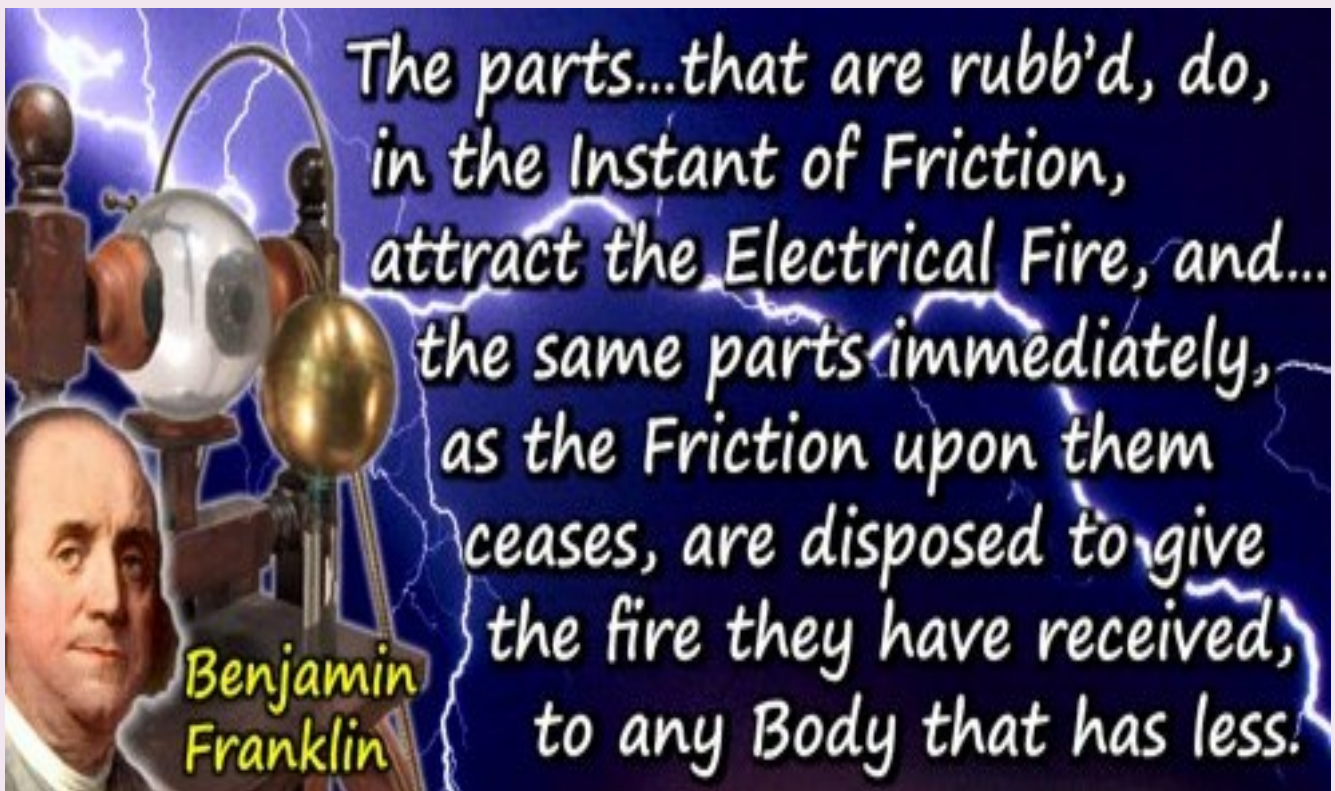 The parts...that are rubb'd, do,
in the Instant of Friction,
attract the Electrical Fire, and...
the same parts immediately,
as the Friction upon them
ceases, are disposed to give
the fire they have received,
to any Body that has less.
Benjamin
Franklin